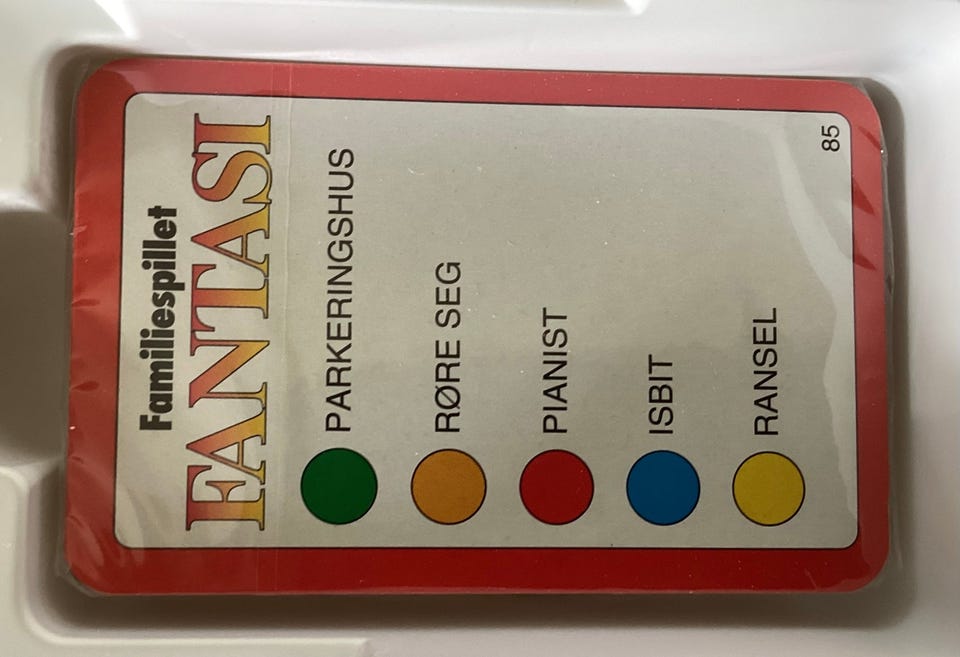 Familiespillet
FANTASI
PARKERINGSHUS
RØRE SEG
PIANIST
ISBIT
RANSEL
85